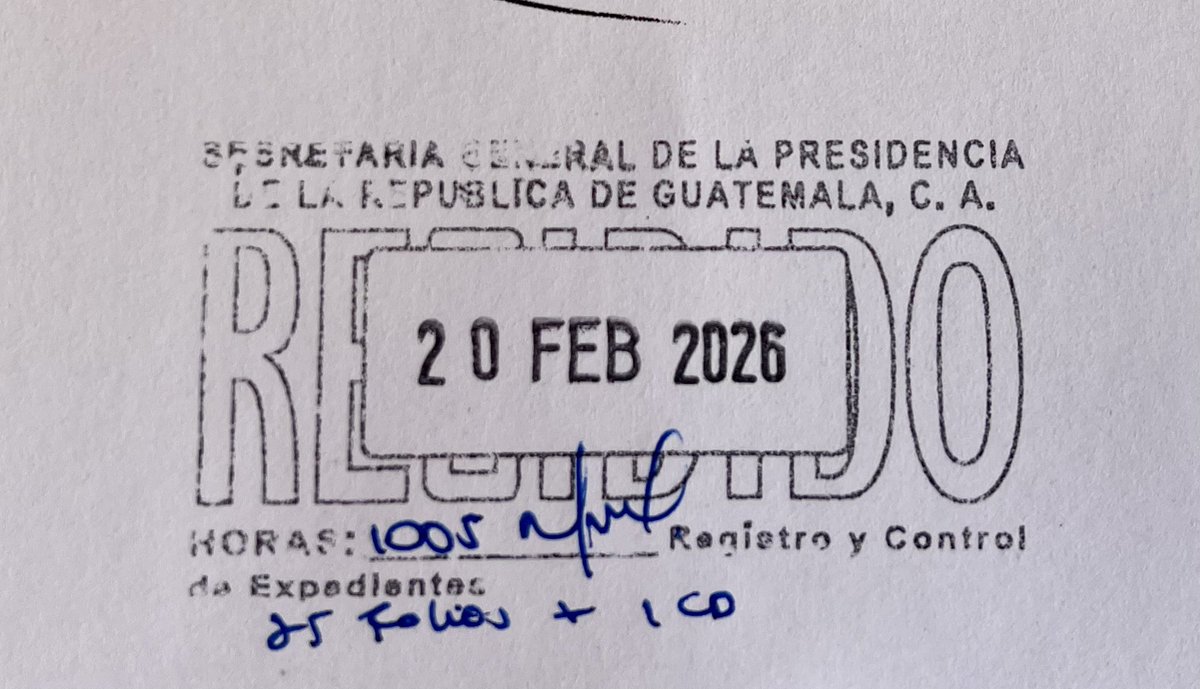 SECRETARIA GENERAL DE LA PRESIDENCIA
DE LA REPUBLICA DE GUATEMALA, C. A.
RECIBIDO
20 FEB 2026
HORAS: 1005 Registro y Control
de Expedientes
25 Folios + 1 CD